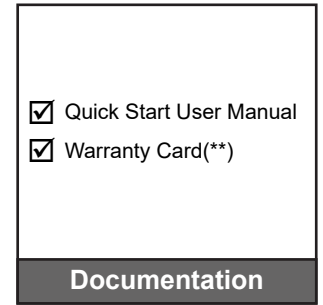 ☑ Quick Start User Manual
☑ Warranty Card(**)
Documentation